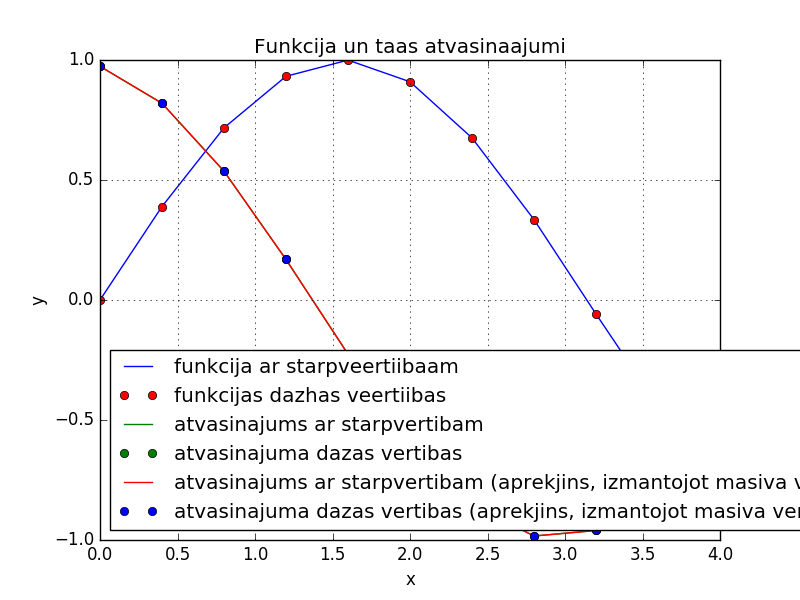 Funkcija un taas atvasinaajumi
1.0
0.5
0.0
−0.5
−1.0
y
funkcija ar starpveertiibaam
funkcijas dazhas veertiibas
atvasinajums ar starpvertibam
atvasinajuma dazas vertibas
atvasinajums ar starpvertibam (aprekjins, izmantojot masiva v
atvasinajuma dazas vertibas (aprekjins, izmantojot masiva ver
0.0 0.5 1.0 1.5 2.0 2.5 3.0 3.5 4.0
x